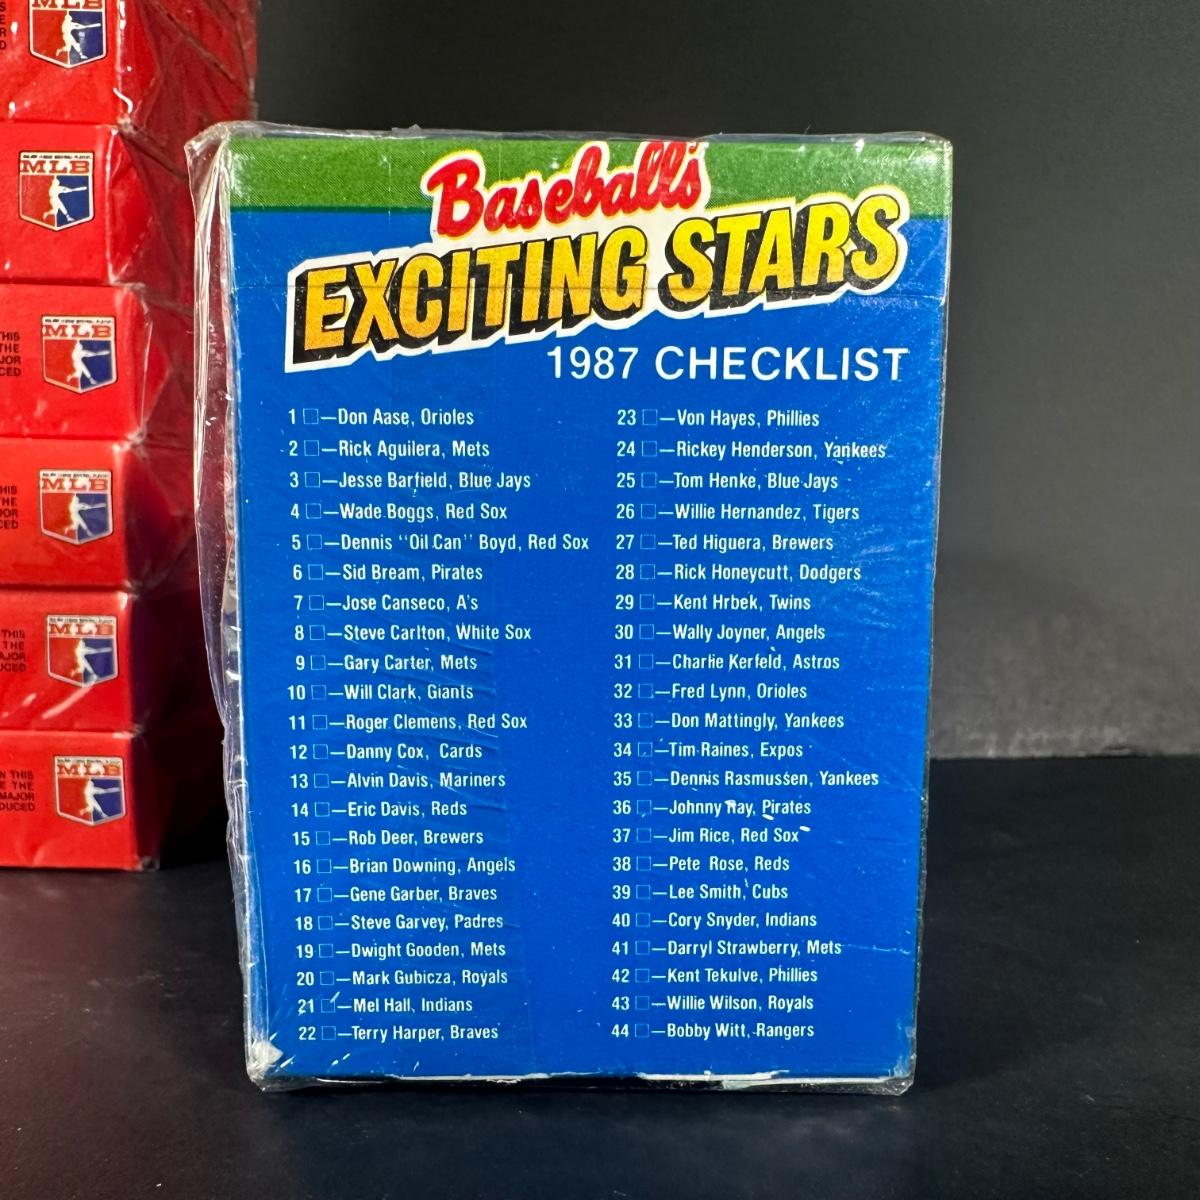 Baseball's
EXCITING STARS
1987 CHECKLIST
1 □—Don Aase, Orioles
2 □—Rick Aguilera, Mets
3 □—Jesse Barfield, Blue Jays
4 □—Wade Boggs, Red Sox
5 □—Dennis "Oil Can" Boyd, Red Sox
6 □—Sid Bream, Pirates
7 □—Jose Canseco, A's
8 □—Steve Carlton, White Sox
9 □—Gary Carter, Mets
10 □—Will Clark, Giants
11 □—Roger Clemens, Red Sox
12 □—Danny Cox, Cards
13 □—Alvin Davis, Mariners
14 □—Eric Davis, Reds
15 □—Rob Deer, Brewers
16 □—Brian Downing, Angels
17 □—Gene Garber, Braves
18 □—Steve Garvey, Padres
19 □—Dwight Gooden, Mets
20 □—Mark Gubicza, Royals
21 □—Mel Hall, Indians
22 □—Terry Harper, Braves
23 □—Von Hayes, Phillies
24 □—Rickey Henderson, Yankees
25 □—Tom Henke, Blue Jays
26 □—Willie Hernandez, Tigers
27 □—Ted Higuera, Brewers
28 □—Rick Honeycutt, Dodgers
29 □—Kent Hrbek, Twins
30 □—Wally Joyner, Angels
31 □—Charlie Kerfeld, Astros
32 □—Fred Lynn, Orioles
33 □—Don Mattingly, Yankees
34 □—Tim Raines, Expos
35 □—Dennis Rasmussen, Yankees
36 □—Johnny Ray, Pirates
37 □—Jim Rice, Red Sox
38 □—Pete Rose, Reds
39 □—Lee Smith, Cubs
40 □—Cory Snyder, Indians
41 □—Darryl Strawberry, Mets
42 □—Kent Tekulve, Phillies
43 □—Willie Wilson, Royals
44 □—Bobby Witt, Rangers
MLB
THIS
THE
MLB
MLB
THIS
THE
MLB
N THIS
E THE
MAJOR
DUCED
MLB